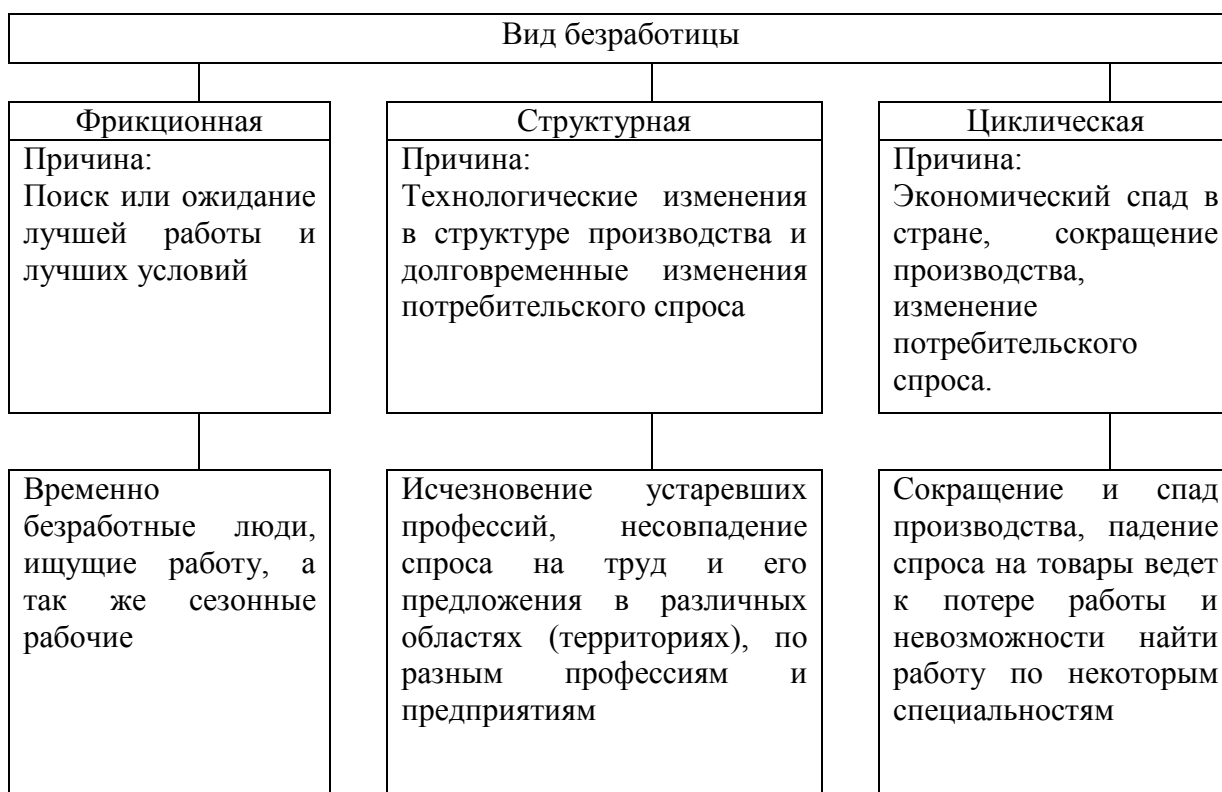 Вид безработицы
Фрикционная
Причина:
Поиск или ожидание
лучшей работы и
лучших условий
Структурная
Причина:
Технологические изменения
в структуре производства и
долговременные изменения
потребительского спроса
Циклическая
Причина:
Экономический спад в
стране, сокращение
производства,
изменение
потребительского
спроса.
Временно
безработные люди,
ищущие работу, а
так же сезонные
рабочие
Исчезновение устаревших
профессий, несовпадение
спроса на труд и его
предложения в различных
областях (территориях), по
разным профессиям и
предприятиям
Сокращение и спад
производства, падение
спроса на товары ведет
к потере работы и
невозможности найти
работу по некоторым
специальностям